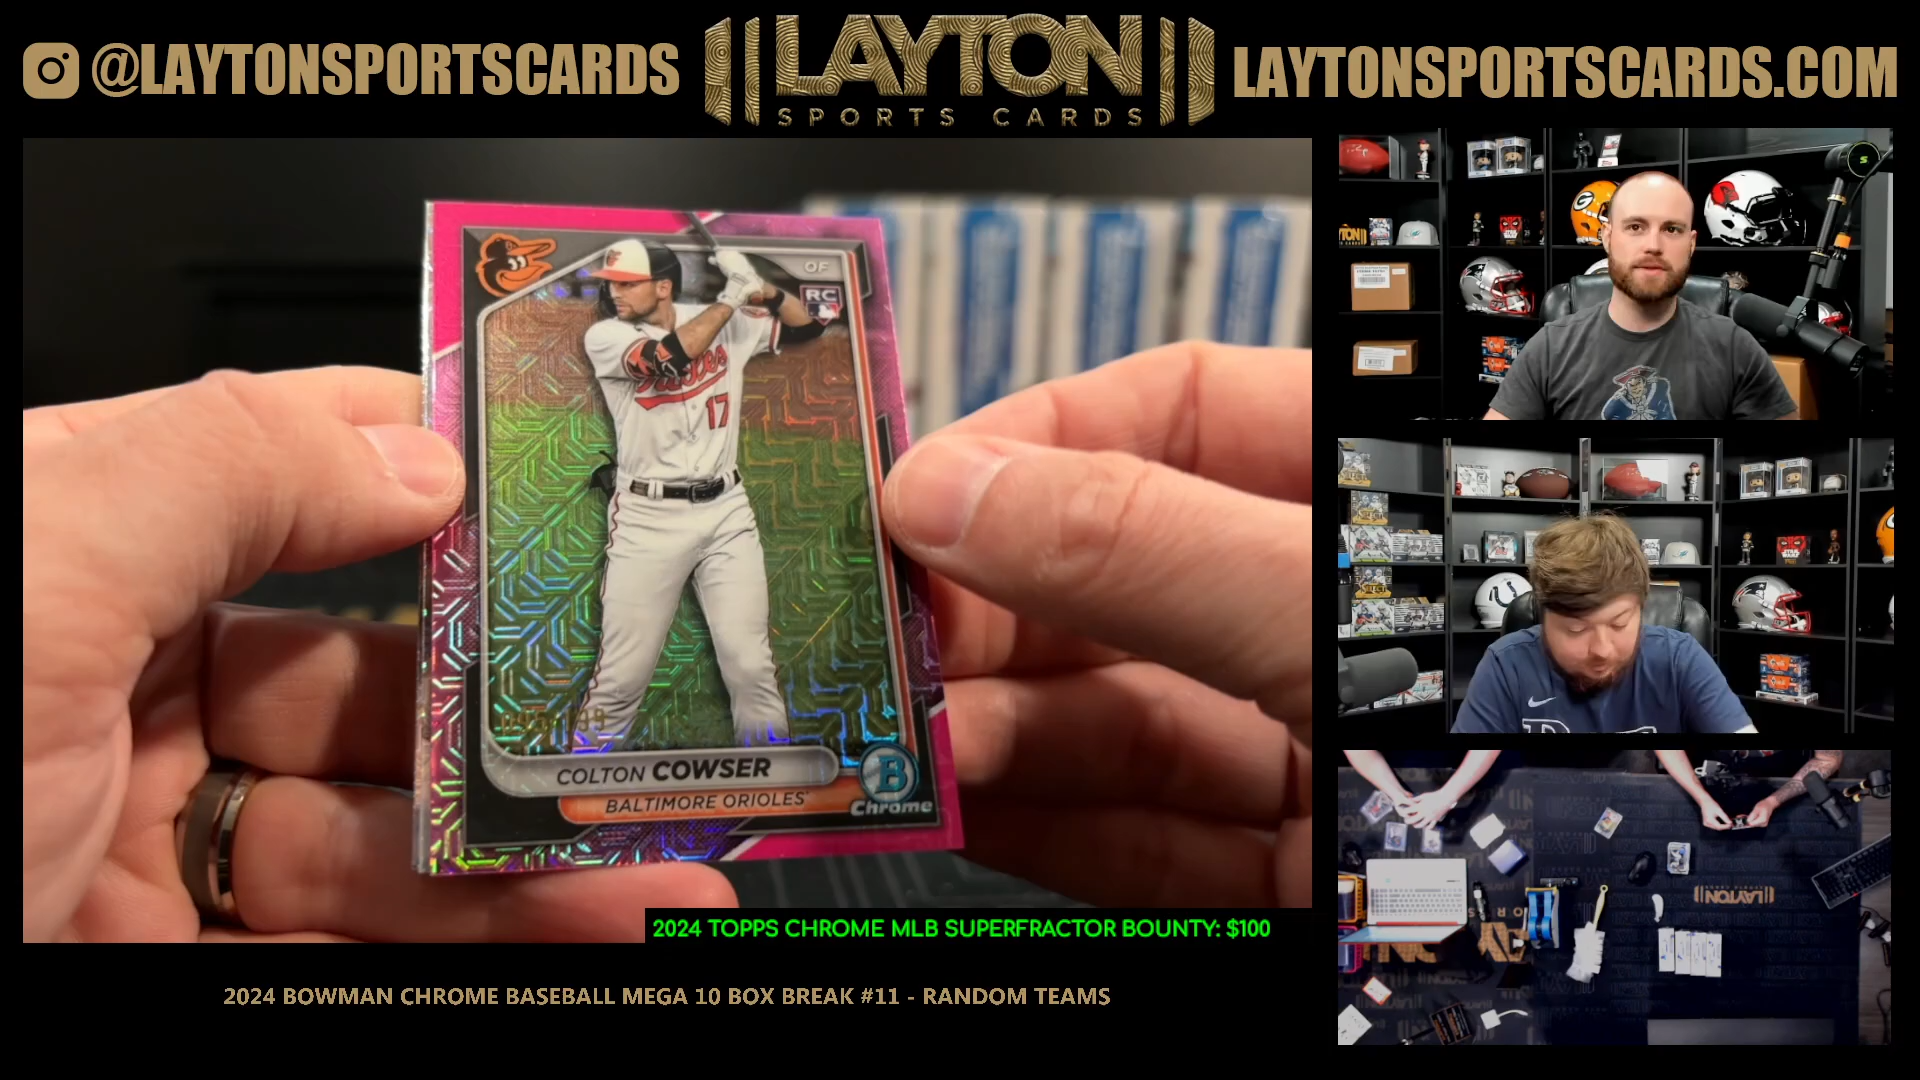 @LAYTONSPORTSCARDS
LAYTON
SPORTS CARDS
LAYTONSPORTSCARDS.COM
OF
RC
Orioles
17
COLTON COWSER
BALTIMORE ORIOLES
B
Chrome
2024 TOPPS CHROME MLB SUPERFRACTOR BOUNTY: $100
2024 BOWMAN CHROME BASEBALL MEGA 10 BOX BREAK #11 - RANDOM TEAMS